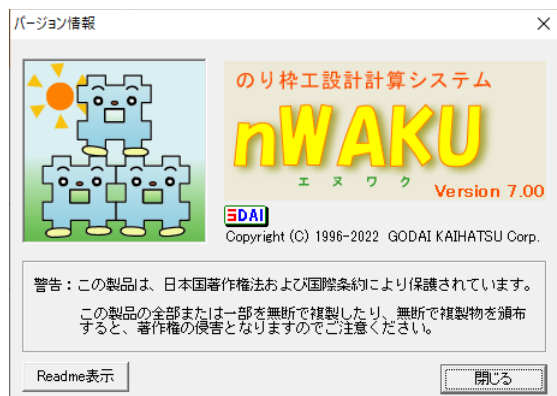 バージョン情報
のり枠工設計計算システム
nWAKU
エヌワク
Version 7.00
5DAI
Copyright (C) 1996-2022 GODAI KAIHATSU Corp.
警告：この製品は、日本国著作権法および国際条約により保護されています。
この製品の全部または一部を無断で複製したり、無断で複製物を頒布
すると、著作権の侵害となりますのでご注意ください。
Readme表示
閉じる